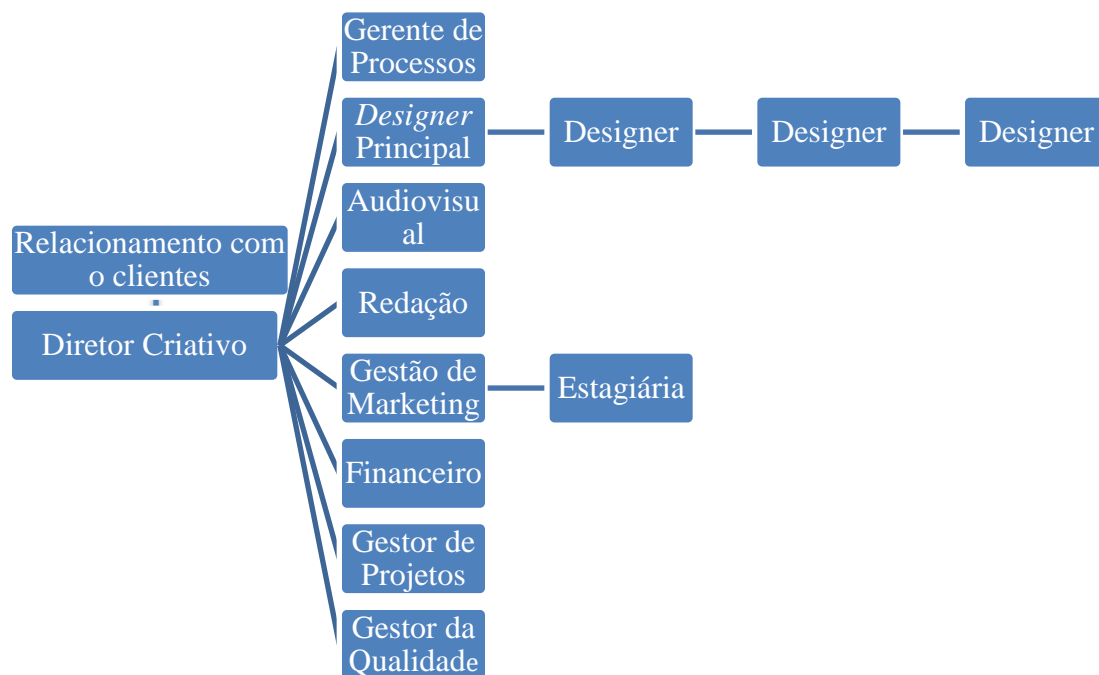 Gerente de
Processos
Designer
Principal
Designer
Designer
Designer
Audiovisu
al
Relacionamento com
o clientes
Redação
Diretor Criativo
Gestão de
Marketing
Estagiária
Financeiro
Gestor de
Projetos
Gestor da
Qualidade